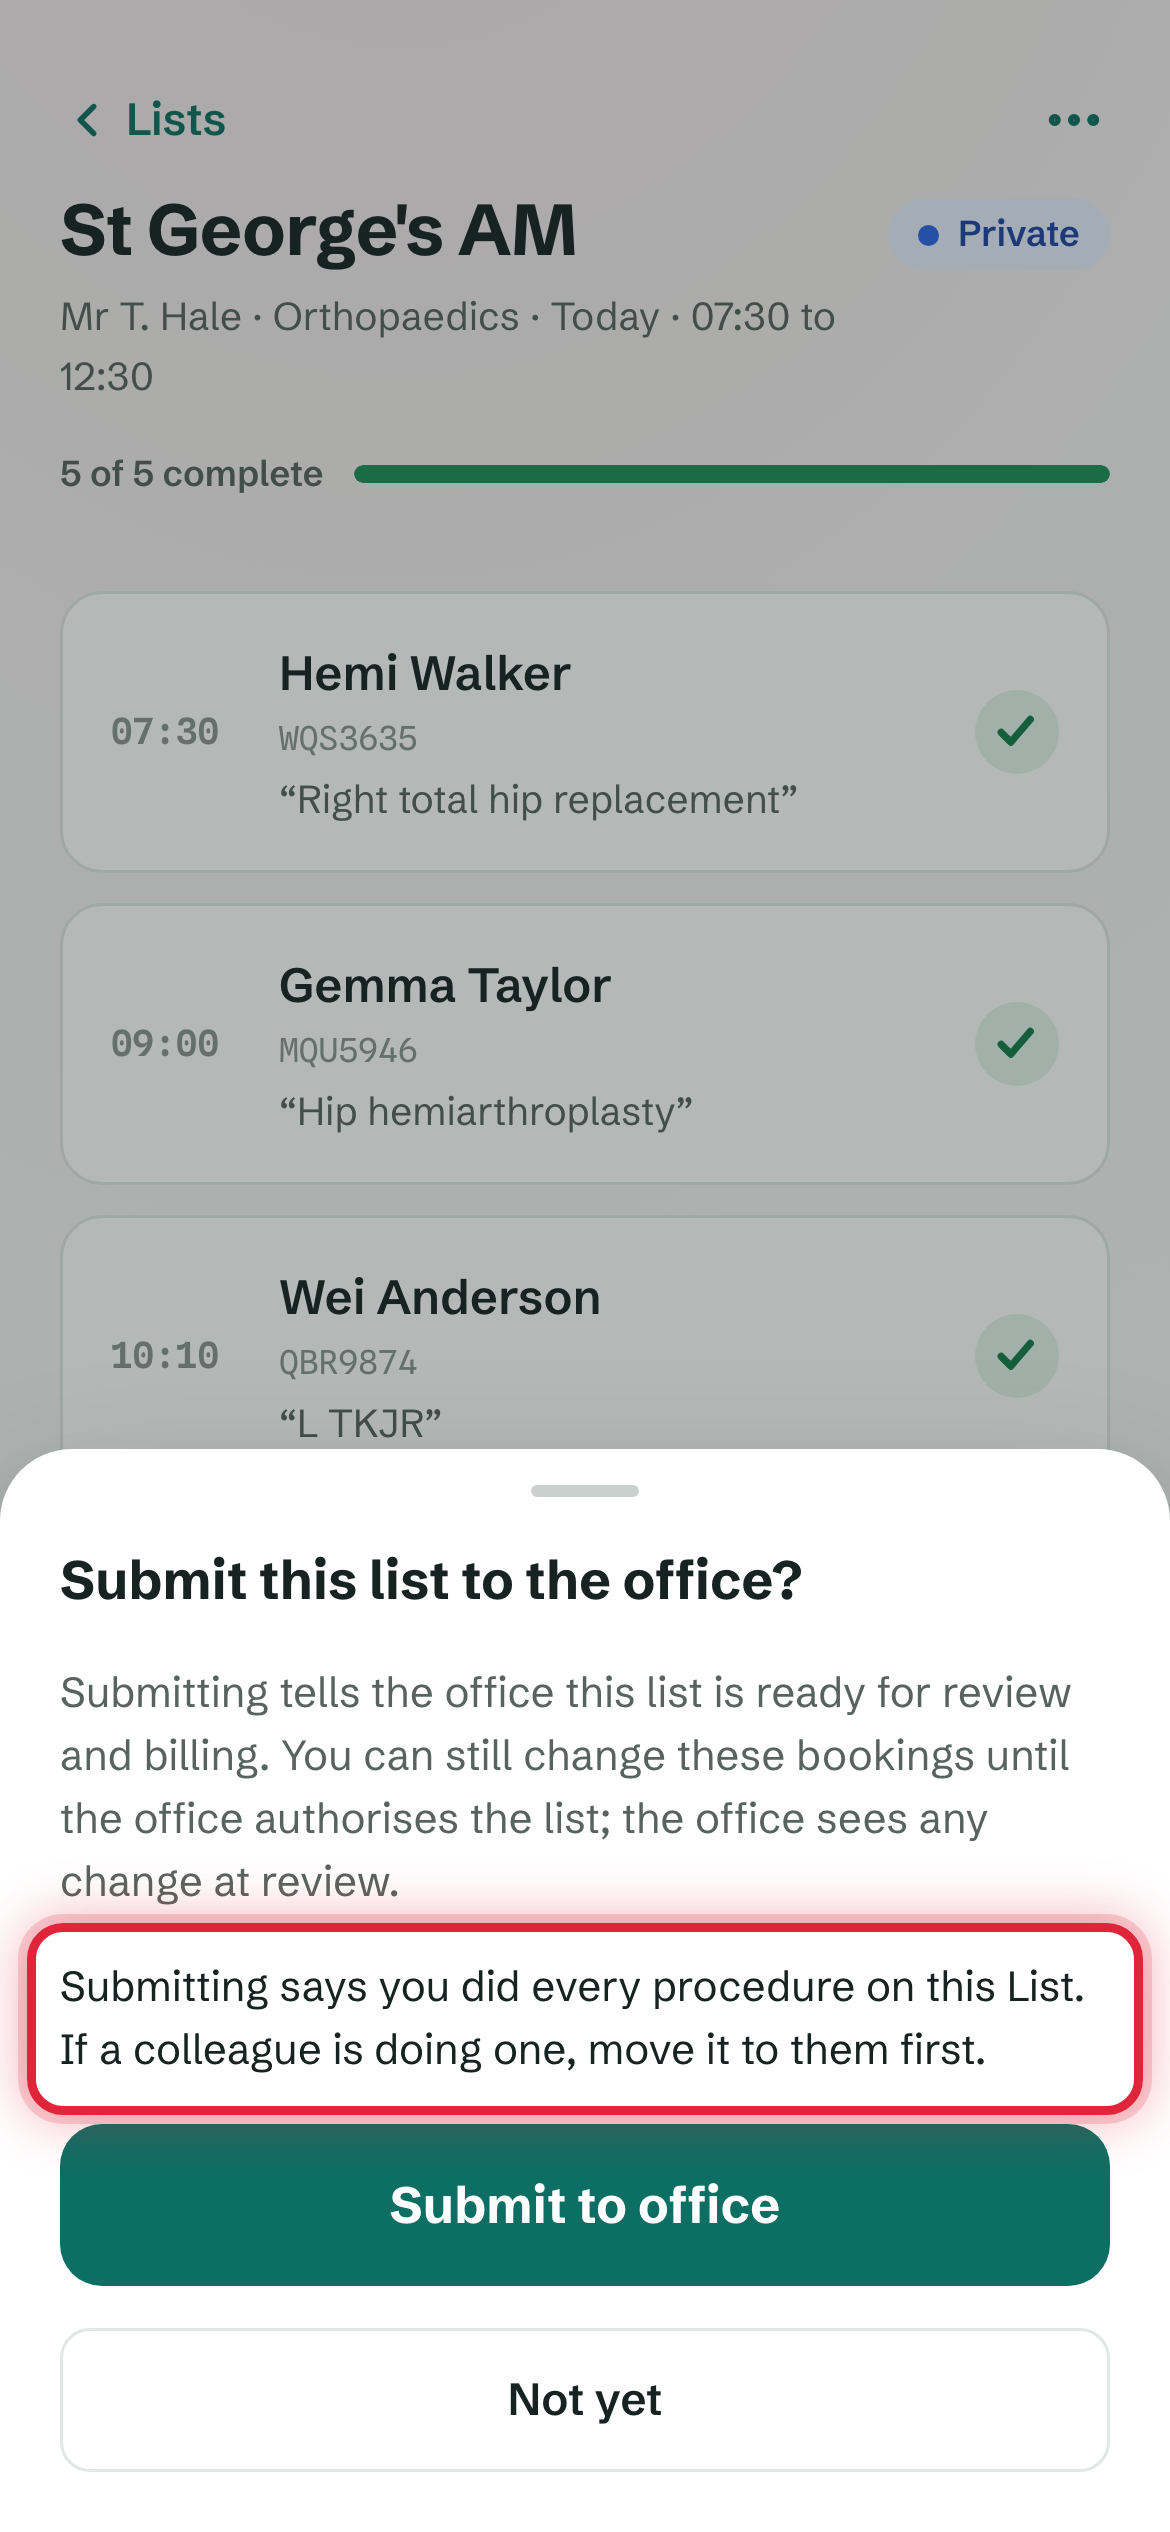 Lists
St George's AM
Private
Mr T. Hale · Orthopaedics · Today · 07:30 to
12:30
5 of 5 complete
Hemi Walker
07:30
WQS3635
“Right total hip replacement”
Gemma Taylor
09:00
MQU5946
“Hip hemiarthroplasty”
Wei Anderson
10:10
QBR9874
“L TKJR”
Submit this list to the office?
Submitting tells the office this list is ready for review
and billing. You can still change these bookings until
the office authorises the list; the office sees any
change at review.
Submitting says you did every procedure on this List.
If a colleague is doing one, move it to them first.
Submit to office
Not yet